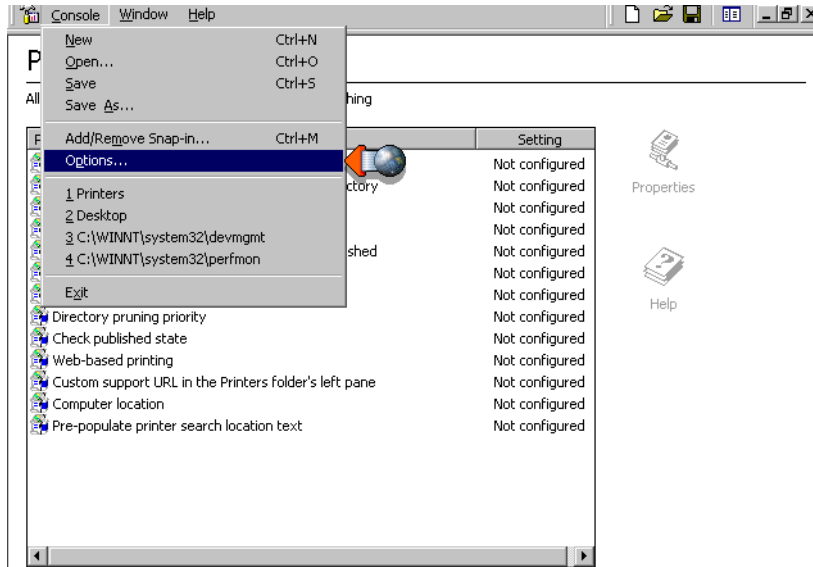 Console Window Help
New Ctrl+N
Open... Ctrl+O
Save Ctrl+S
Save As...
Add/Remove Snap-in... Ctrl+M
Options...
1 Printers
2 Desktop
3 C:\WINNT\system32\devmgmt
4 C:\WINNT\system32\perfmon
Exit
P
All hing
Setting
Not configured
ctory Not configured
Not configured
Not configured
shed Not configured
Not configured
Not configured
Directory pruning priority Not configured
Check published state Not configured
Web-based printing Not configured
Custom support URL in the Printers folder's left pane Not configured
Computer location Not configured
Pre-populate printer search location text Not configured
Properties
Help